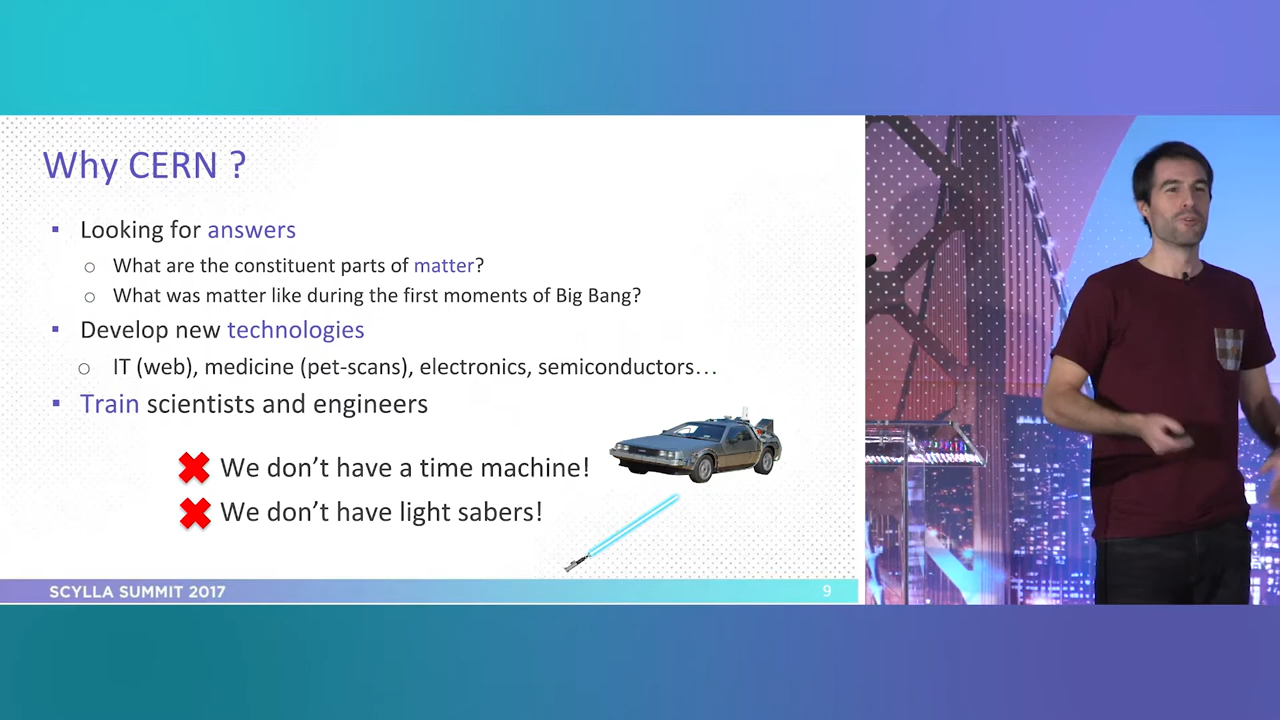 Why CERN ?
▪ Looking for answers
○ What are the constituent parts of matter?
○ What was matter like during the first moments of Big Bang?
▪ Develop new technologies
○ IT (web), medicine (pet-scans), electronics, semiconductors…
▪ Train scientists and engineers
✖ We don't have a time machine!
✖ We don't have light sabers!
SCYLLA SUMMIT 2017
9